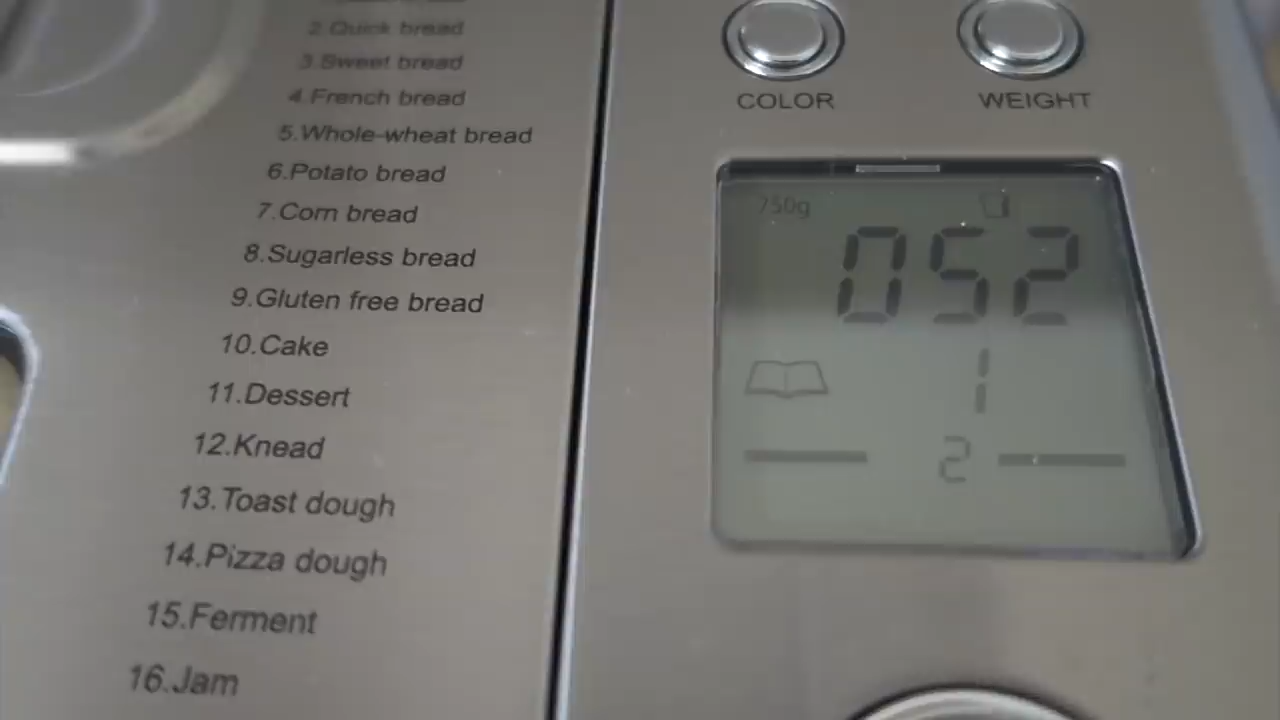 2.Quick bread
3.Sweet bread
4.French bread
5.Whole-wheat bread
6.Potato bread
7.Corn bread
8.Sugarless bread
9.Gluten free bread
10.Cake
11.Dessert
12.Knead
13.Toast dough
14.Pizza dough
15.Ferment
16.Jam
COLOR
WEIGHT
750g
052
1
2